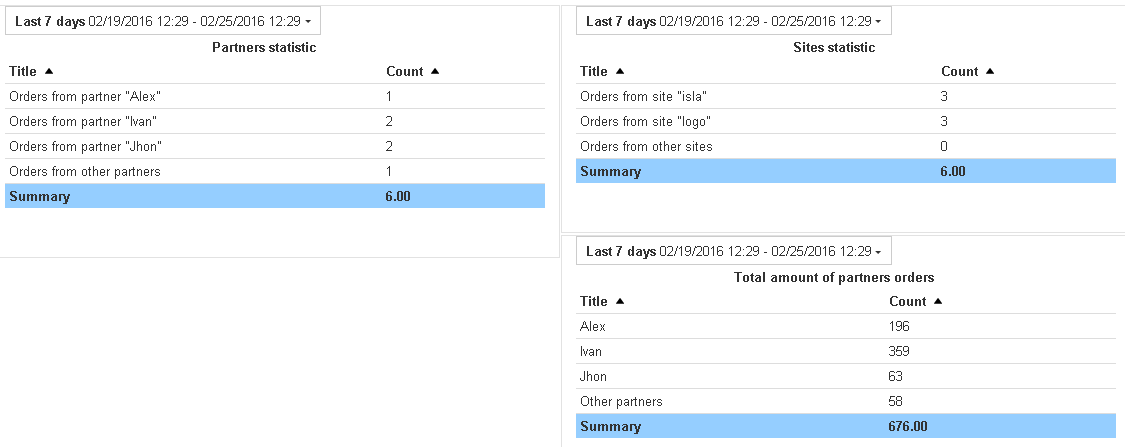 Last 7 days 02/19/2016 12:29 - 02/25/2016 12:29
Partners statistic
Title Count
Orders from partner "Alex" 1
Orders from partner "Ivan" 2
Orders from partner "Jhon" 2
Orders from other partners 1
Summary 6.00
Last 7 days 02/19/2016 12:29 - 02/25/2016 12:29
Sites statistic
Title Count
Orders from site "isla" 3
Orders from site "logo" 3
Orders from other sites 0
Summary 6.00
Last 7 days 02/19/2016 12:29 - 02/25/2016 12:29
Total amount of partners orders
Title Count
Alex 196
Ivan 359
Jhon 63
Other partners 58
Summary 676.00